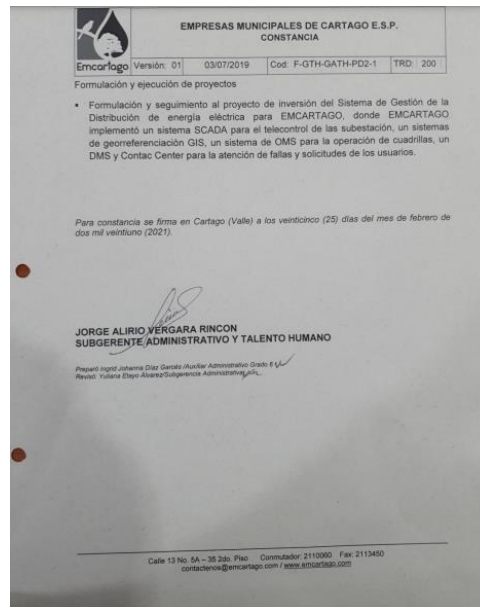 EMPRESAS MUNICIPALES DE CARTAGO E.S.P.
CONSTANCIA
Emcartago
Versión: 01 03/07/2019 Cod: F-GTH-GATH-PD2-1 TRD: 200
Formulación y ejecución de proyectos
▪ Formulación y seguimiento al proyecto de inversión del Sistema de Gestión de la
Distribución de energía eléctrica para EMCARTAGO, donde EMCARTAGO
implementó un sistema SCADA para el telecontrol de las subestación, un sistemas
de georreferenciación GIS, un sistema de OMS para la operación de cuadrillas, un
DMS y Contac Center para la atención de fallas y solicitudes de los usuarios.
Para constancia se firma en Cartago (Valle) a los veinticinco (25) días del mes de febrero de
dos mil veintiuno (2021).
JORGE ALIRIO VERGARA RINCON
SUBGERENTE ADMINISTRATIVO Y TALENTO HUMANO
Preparó Ingrid Johanna Díaz Garcés /Auxiliar Administrativo Grado 6
Revisó: Yuliana Elayo Álvarez/Subgerencia Administrativa
Calle 13 No. 6A – 35 2do. Piso Conmutador: 2110060 Fax: 2113450
contactenos@emcartago.com / www.emcartago.com